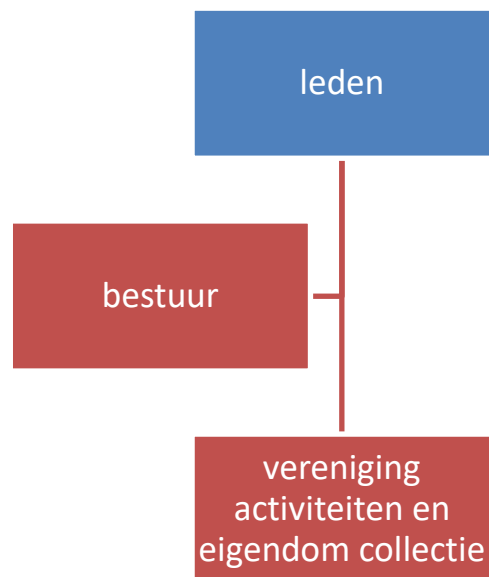 leden
bestuur
vereniging
activiteiten en
eigendom collectie